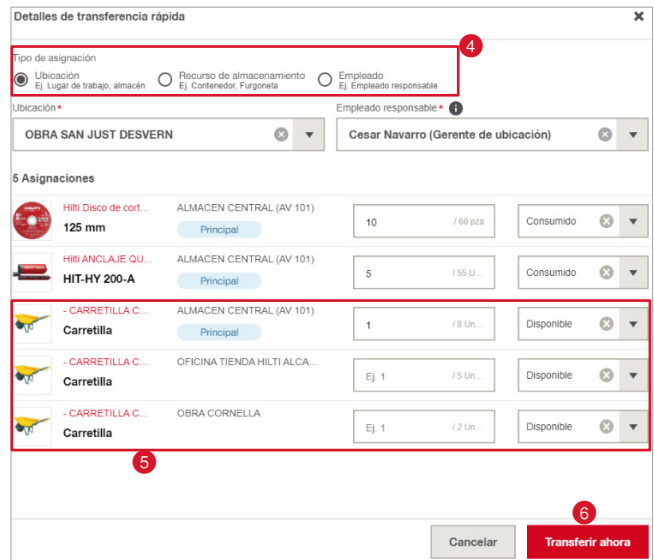 Detalles de transferencia rápida
4
Tipo de asignación
Ubicación
Ej. Lugar de trabajo, almacén
Recurso de almacenamiento
Ej. Contenedor, Furgoneta
Empleado
Ej. Empleado responsable
Ubicación *
Empleado responsable *
OBRA SAN JUST DESVERN
Cesar Navarro (Gerente de ubicación)
5 Asignaciones
Hilti Disco de cort...
125 mm
ALMACEN CENTRAL (AV 101)
Principal
10 / 60 pza
Consumido
Hilti ANCLAJE QU...
HIT-HY 200-A
ALMACEN CENTRAL (AV 101)
Principal
5 / 55 U...
Consumido
- CARRETILLA C...
Carretilla
ALMACEN CENTRAL (AV 101)
Principal
1 / 8 Un...
Disponible
- CARRETILLA C...
Carretilla
OFICINA TIENDA HILTI ALCA...
Ej. 1 / 5 Un...
Disponible
- CARRETILLA C...
Carretilla
OBRA CORNELLA
Ej. 1 / 2 Un...
Disponible
5
6
Cancelar
Transferir ahora